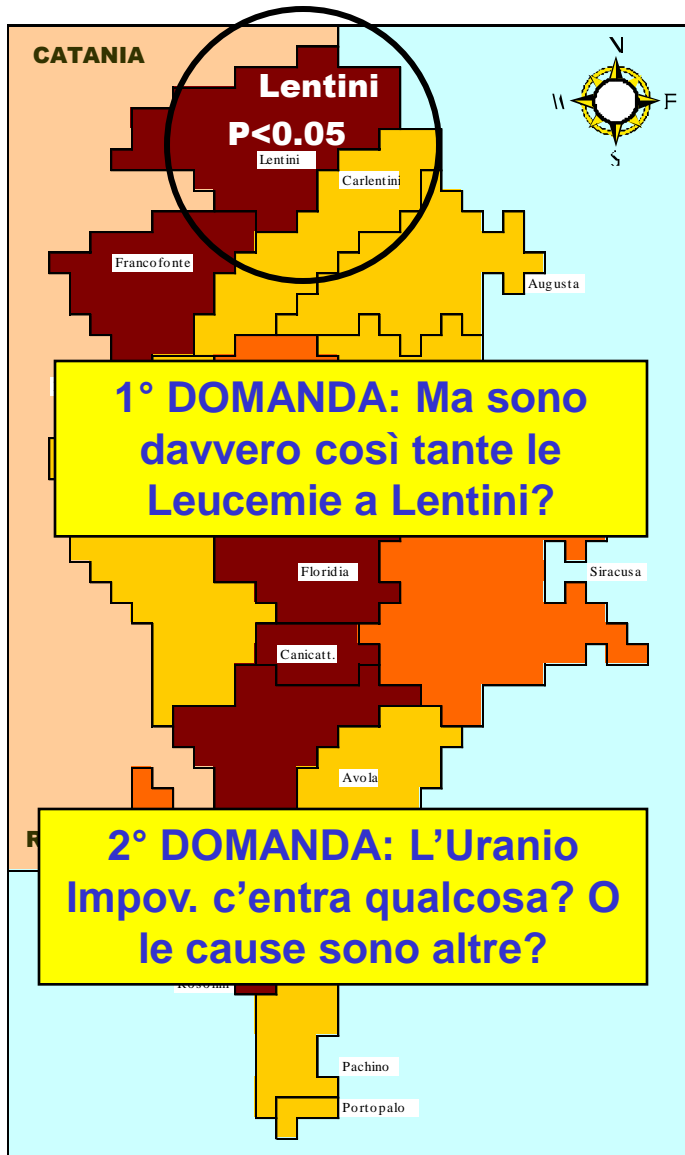 CATANIA
N
W
E
S
Lentini
P<0.05
Lentini
Carlentini
Francofonte
Augusta
1° DOMANDA: Ma sono
davvero così tante le
Leucemie a Lentini?
Floridia
Siracusa
Canicatt.
Avola
R
2° DOMANDA: L'Uranio
Impov. c'entra qualcosa? O
le cause sono altre?
Rosolini
Pachino
Portopalo